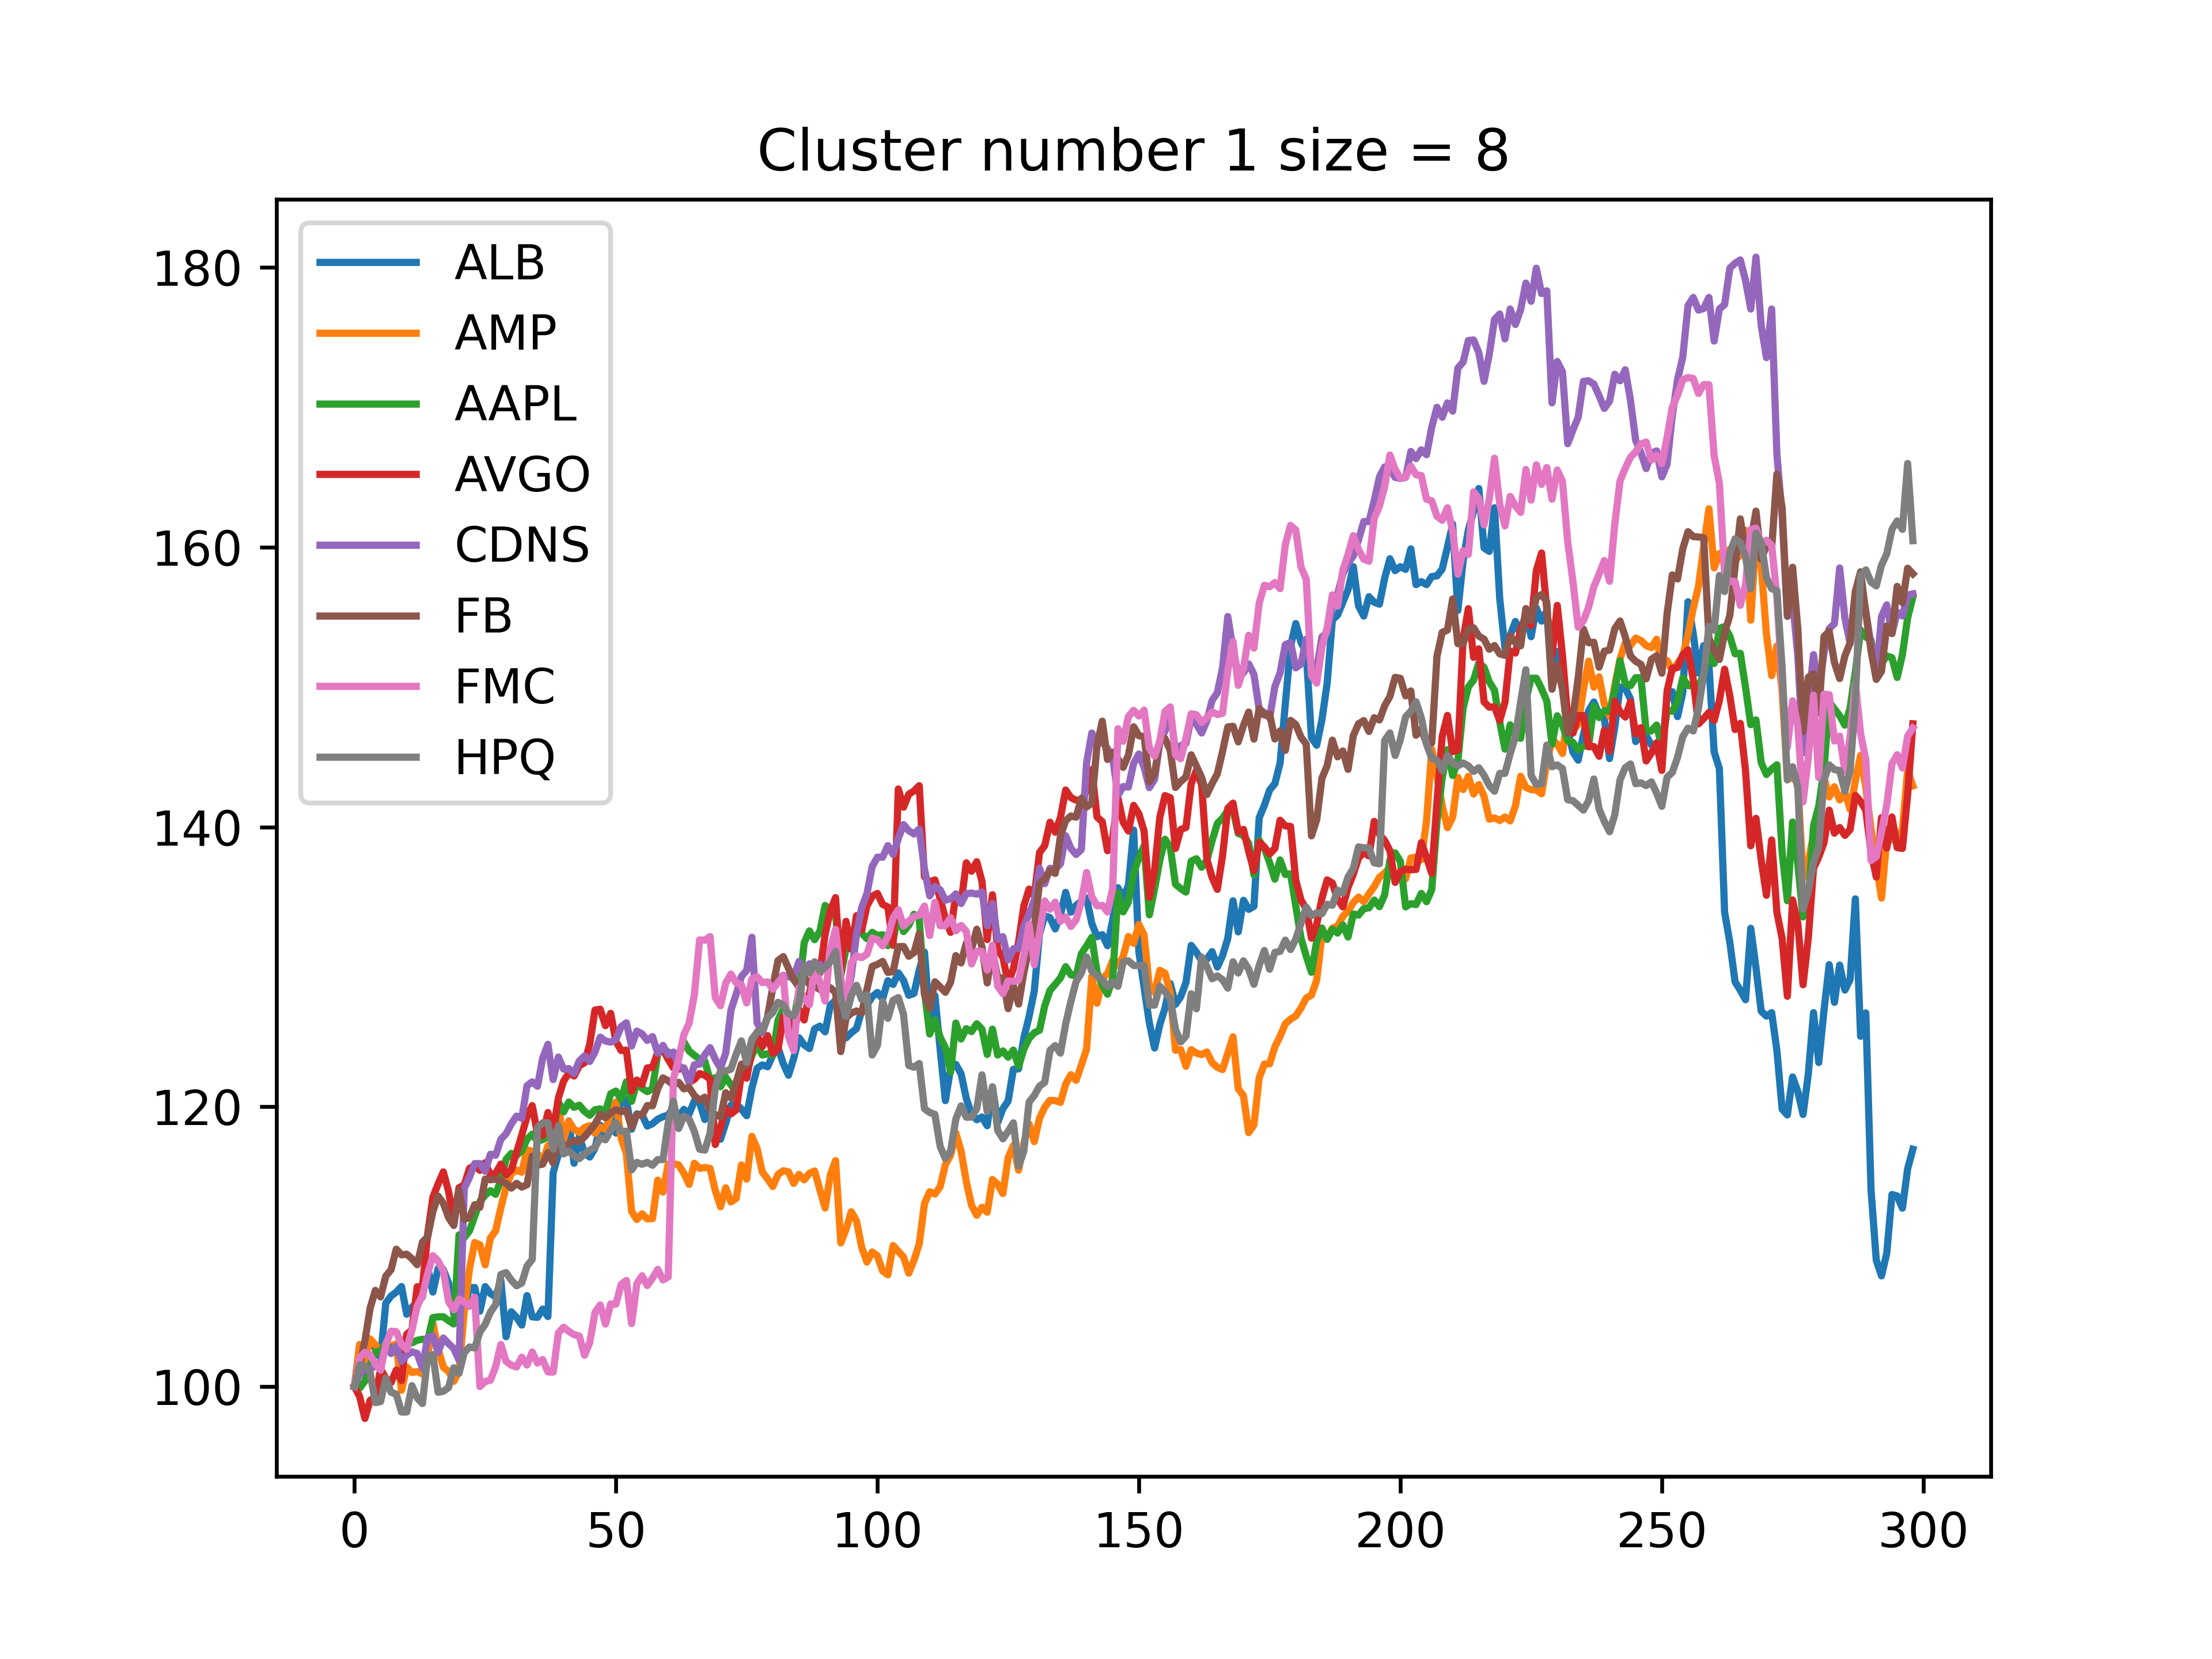 Cluster number 1 size = 8
180
160
140
120
100
ALB
AMP
AAPL
AVGO
CDNS
FB
FMC
HPQ
0 50 100 150 200 250 300